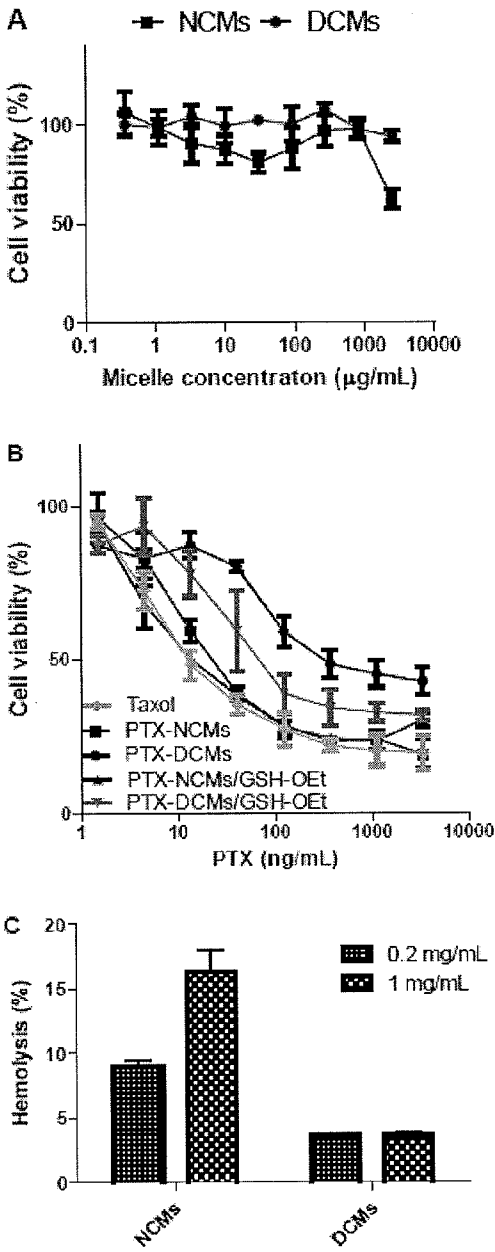 A
NCMs DCMs
Cell viability (%)
100
50
0
0.1 1 10 100 1000 10000
Micelle concentraton (μg/mL)
B
Cell viability (%)
100
50
0
Taxol
PTX-NCMs
PTX-DCMs
PTX-NCMs/GSH-OEt
PTX-DCMs/GSH-OEt
1 10 100 1000 10000
PTX (ng/mL)
C
Hemolysis (%)
20
15
10
5
0
0.2 mg/mL
1 mg/mL
NCMs DCMs